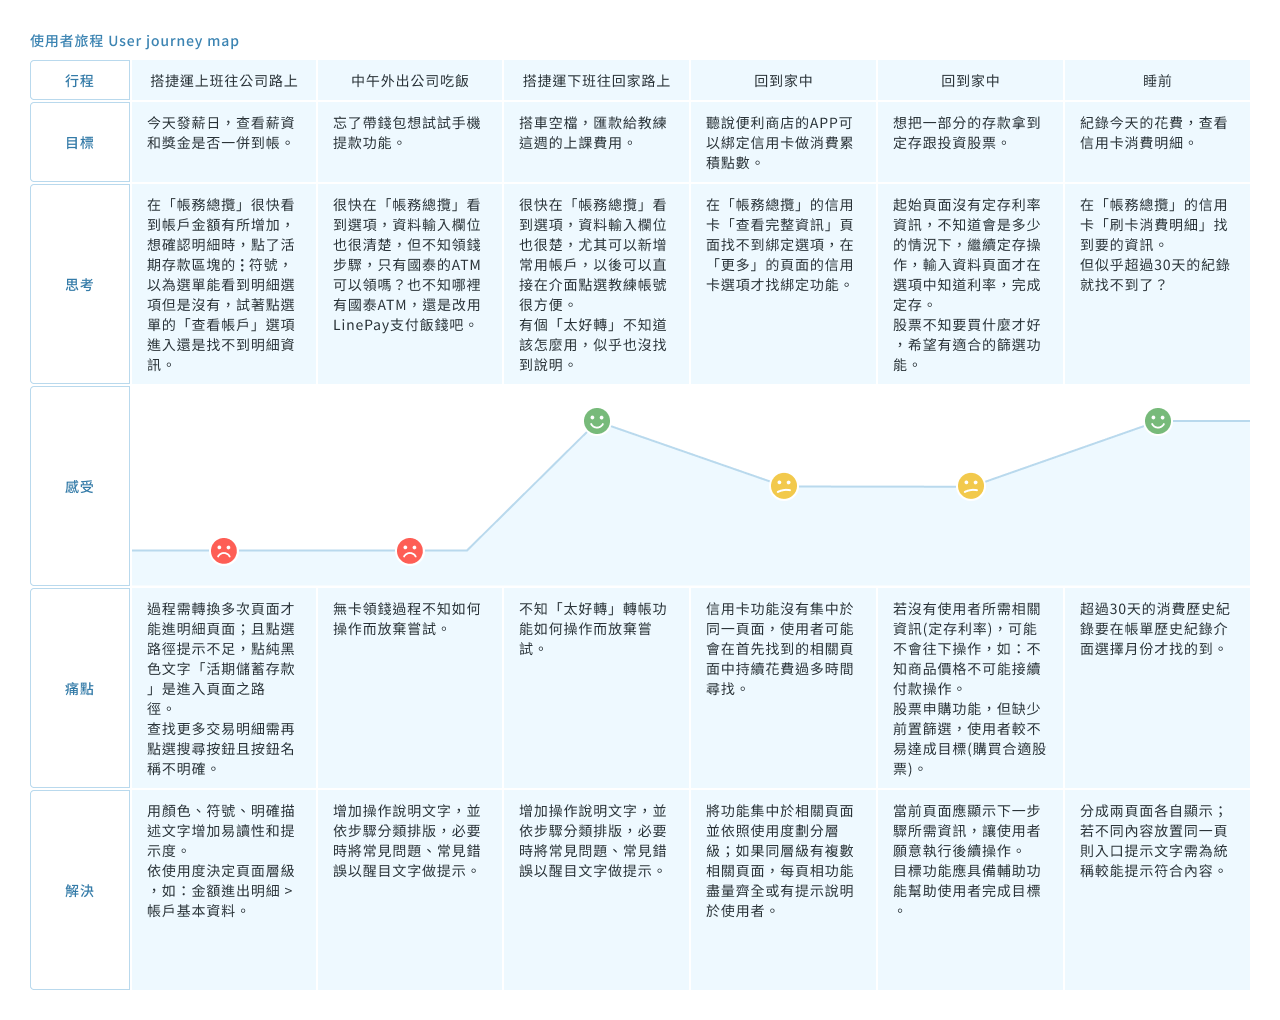 使用者旅程 User journey map
行程
搭捷運上班往公司路上
中午外出公司吃飯
搭捷運下班往回家路上
回到家中
回到家中
睡前
目標
今天發薪日，查看薪資
和獎金是否一併到帳。
忘了帶錢包想試試手機
提款功能。
搭車空檔，匯款給教練
這週的上課費用。
聽說便利商店的APP可
以綁定信用卡做消費累
積點數。
想把一部分的存款拿到
定存跟投資股票。
紀錄今天的花費，查看
信用卡消費明細。
思考
在「帳務總攬」很快看
到帳戶金額有所增加，
想確認明細時，點了活
期存款區塊的⋮符號，
以為選單能看到明細選
項但是沒有，試著點選
單的「查看帳戶」選項
進入還是找不到明細資
訊。
很快在「帳務總攬」看
到選項，資料輸入欄位
也很清楚，但不知領錢
步驟，只有國泰的ATM
可以領嗎？也不知哪裡
有國泰ATM，還是改用
LinePay支付飯錢吧。
很快在「帳務總攬」看
到選項，資料輸入欄位
也很楚，尤其可以新增
常用帳戶，以後可以直
接在介面點選教練帳號
很方便。
有個「太好轉」不知道
該怎麼用，似乎也沒找
到說明。
在「帳務總攬」的信用
卡「查看完整資訊」頁
面找不到綁定選項，在
「更多」的頁面的信用
卡選項才找綁定功能。
起始頁面沒有定存利率
資訊，不知道會是多少
的情況下，繼續定存操
作，輸入資料頁面才在
選項中知道利率，完成
定存。
股票不知要買什麼才好
，希望有適合的篩選功
能。
在「帳務總攬」的信用
卡「刷卡消費明細」找
到要的資訊。
但似乎超過30天的紀錄
就找不到了？
感受
痛點
過程需轉換多次頁面才
能進明細頁面；且點選
路徑提示不足，點純黑
色文字「活期儲蓄存款
」是進入頁面之路
徑。
查找更多交易明細需再
點選搜尋按鈕且按鈕名
稱不明確。
無卡領錢過程不知如何
操作而放棄嘗試。
不知「太好轉」轉帳功
能如何操作而放棄嘗
試。
信用卡功能沒有集中於
同一頁面，使用者可能
會在首先找到的相關頁
面中持續花費過多時間
尋找。
若沒有使用者所需相關
資訊(定存利率)，可能
不會往下操作，如：不
知商品價格不可能接續
付款操作。
股票申購功能，但缺少
前置篩選，使用者較不
易達成目標(購買合適股
票)。
超過30天的消費歷史紀
錄要在帳單歷史紀錄介
面選擇月份才找的到。
解決
用顏色、符號、明確描
述文字增加易讀性和提
示度。
依使用度決定頁面層級
，如：金額進出明細 >
帳戶基本資料。
增加操作說明文字，並
依步驟分類排版，必要
時將常見問題、常見錯
誤以醒目文字做提示。
增加操作說明文字，並
依步驟分類排版，必要
時將常見問題、常見錯
誤以醒目文字做提示。
將功能集中於相關頁面
並依照使用度劃分層
級；如果同層級有複數
相關頁面，每頁相功能
盡量齊全或有提示說明
於使用者。
當前頁面應顯示下一步
驟所需資訊，讓使用者
願意執行後續操作。
目標功能應具備輔助功
能幫助使用者完成目標
。
分成兩頁面各自顯示；
若不同內容放置同一頁
則入口提示文字需為統
稱較能提示符合內容。